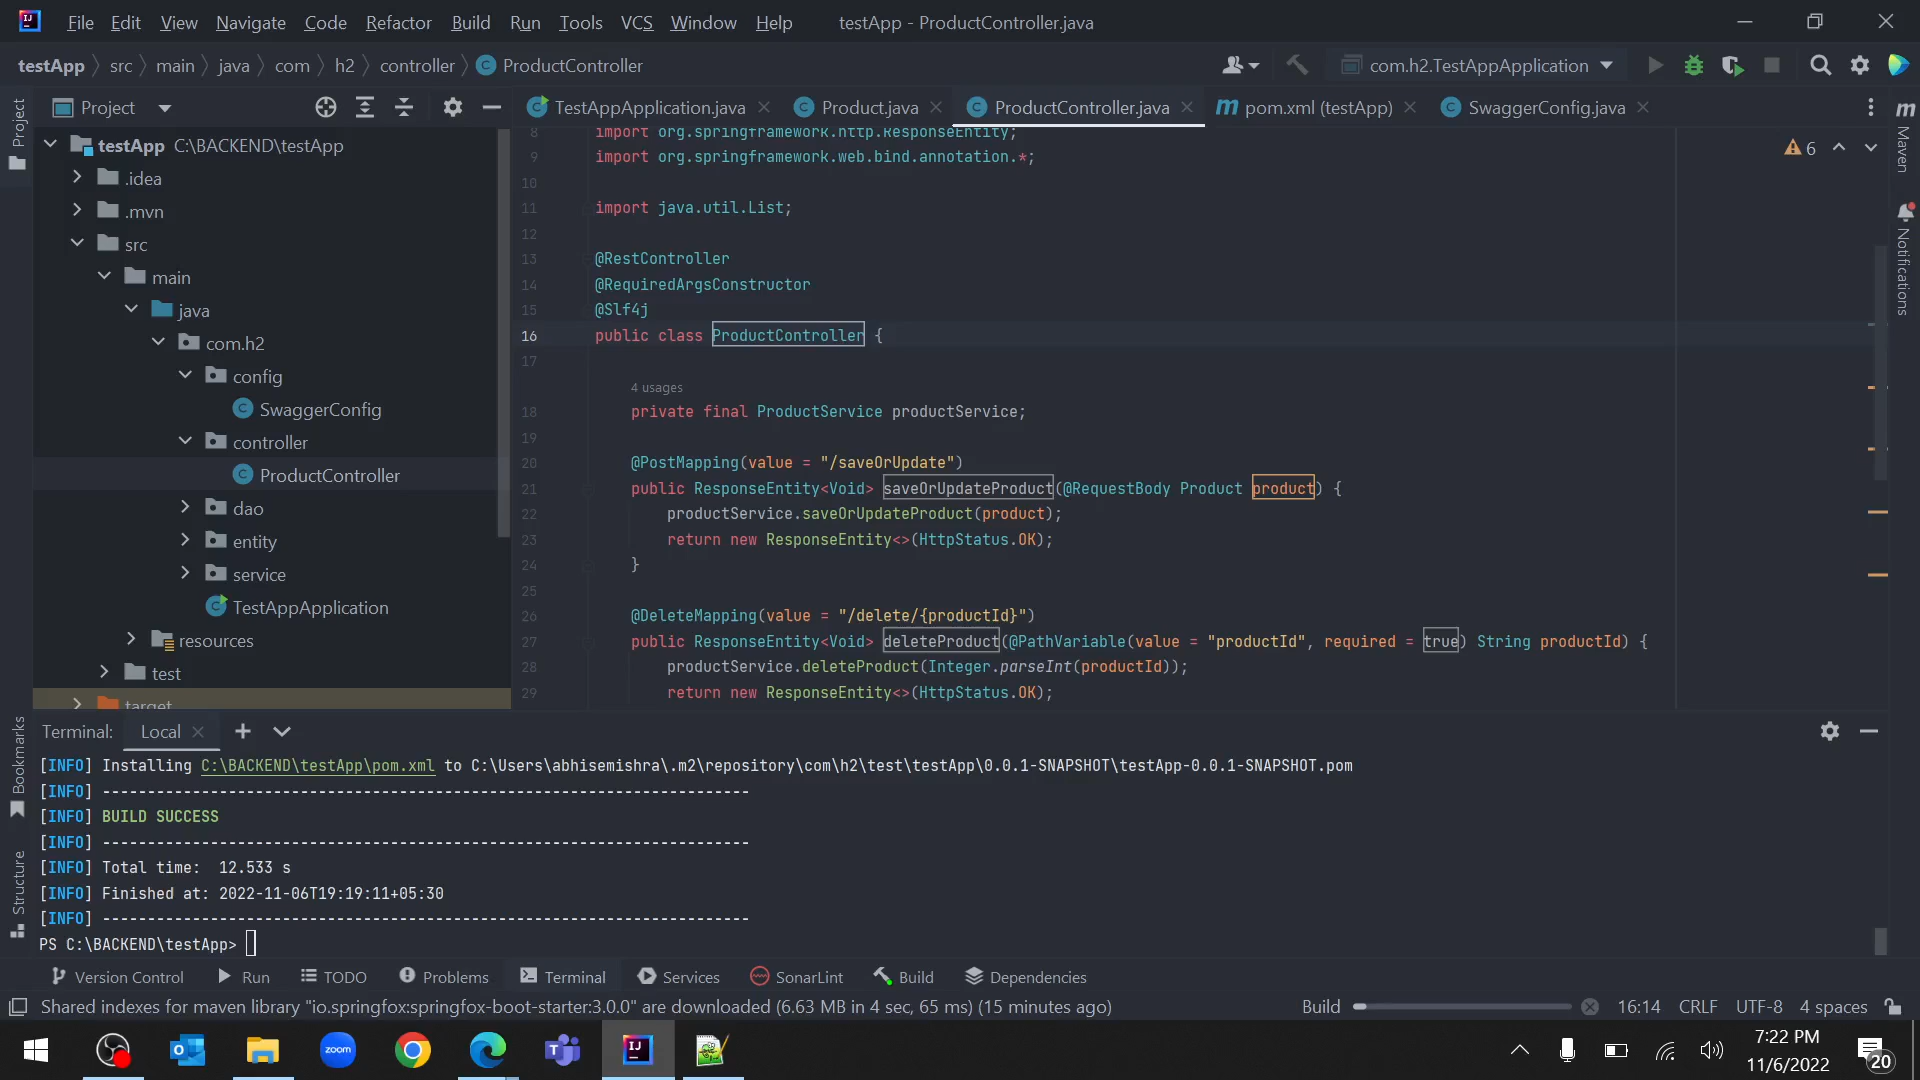 File Edit View Navigate Code Refactor Build Run Tools VCS Window Help testApp - ProductController.java
testApp src main java com h2 controller ProductController com.h2.TestAppApplication
Project
TestAppApplication.java Product.java ProductController.java pom.xml (testApp) SwaggerConfig.java
Project
Bookmarks
Structure
Maven
Notifications
testApp C:\BACKEND\testApp
.idea
.mvn
src
main
java
com.h2
config
SwaggerConfig
controller
ProductController
dao
entity
service
TestAppApplication
resources
test
target
6
8 import org.springframework.http.ResponseEntity;
9 import org.springframework.web.bind.annotation.*;
10
11 import java.util.List;
12
13 @RestController
14 @RequiredArgsConstructor
15 @Slf4j
16 public class ProductController {
17
4 usages
18 private final ProductService productService;
19
20 @PostMapping(value = "/saveOrUpdate")
21 public ResponseEntity<Void> saveOrUpdateProduct(@RequestBody Product product) {
22 productService.saveOrUpdateProduct(product);
23 return new ResponseEntity<>(HttpStatus.OK);
24 }
25
26 @DeleteMapping(value = "/delete/{productId}")
27 public ResponseEntity<Void> deleteProduct(@PathVariable(value = "productId", required = true) String productId) {
28 productService.deleteProduct(Integer.parseInt(productId));
29 return new ResponseEntity<>(HttpStatus.OK);
Terminal: Local
[INFO] Installing C:\BACKEND\testApp\pom.xml to C:\Users\abhisemishra\.m2\repository\com\h2\test\testApp\0.0.1-SNAPSHOT\testApp-0.0.1-SNAPSHOT.pom
[INFO] ------------------------------------------------------------------------
[INFO] BUILD SUCCESS
[INFO] ------------------------------------------------------------------------
[INFO] Total time:  12.533 s
[INFO] Finished at: 2022-11-06T19:19:11+05:30
[INFO] ------------------------------------------------------------------------
PS C:\BACKEND\testApp>
Version Control Run TODO Problems Terminal Services SonarLint Build Dependencies
Shared indexes for maven library "io.springfox:springfox-boot-starter:3.0.0" are downloaded (6.63 MB in 4 sec, 65 ms) (15 minutes ago) Build 16:14 CRLF UTF-8 4 spaces
zoom
7:22 PM
11/6/2022
20